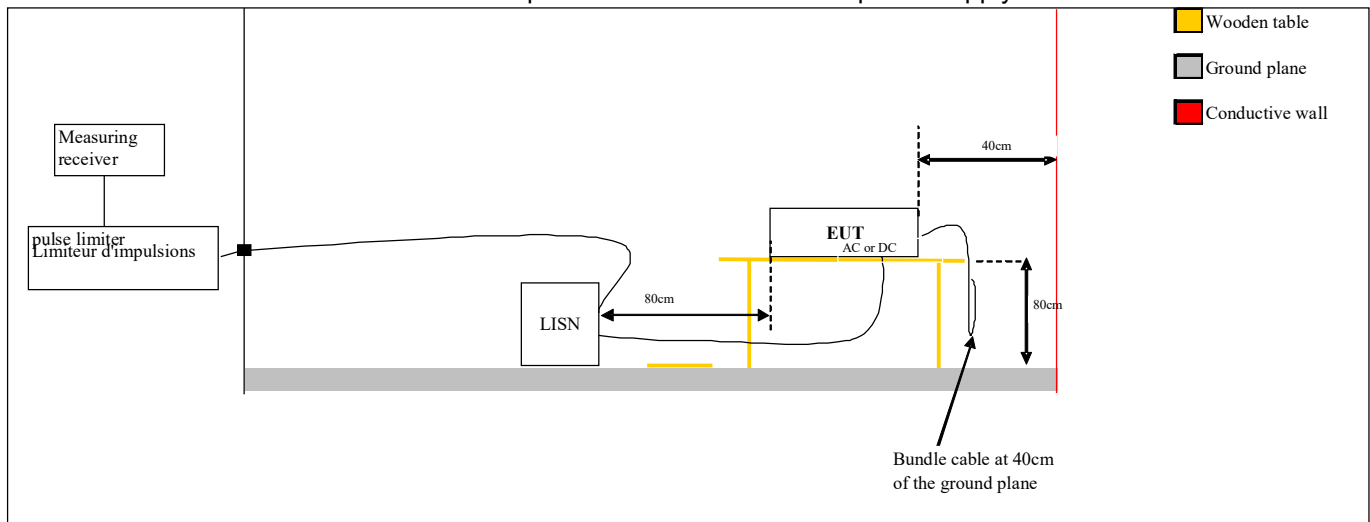 Wooden table
Ground plane
Conductive wall
Measuring
receiver
40cm
pulse limiter
Limiteur d'impulsions
EUT
AC or DC
80cm
80cm
LISN
Bundle cable at 40cm
of the ground plane